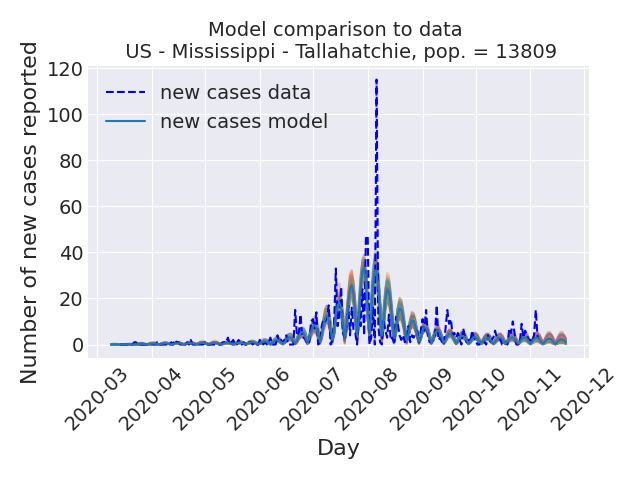 Model comparison to data
US - Mississippi - Tallahatchie, pop. = 13809
Number of new cases reported
120
100
80
60
40
20
0
new cases data
new cases model
2020-03
2020-04
2020-05
2020-06
2020-07
2020-08
2020-09
2020-10
2020-11
2020-12
Day